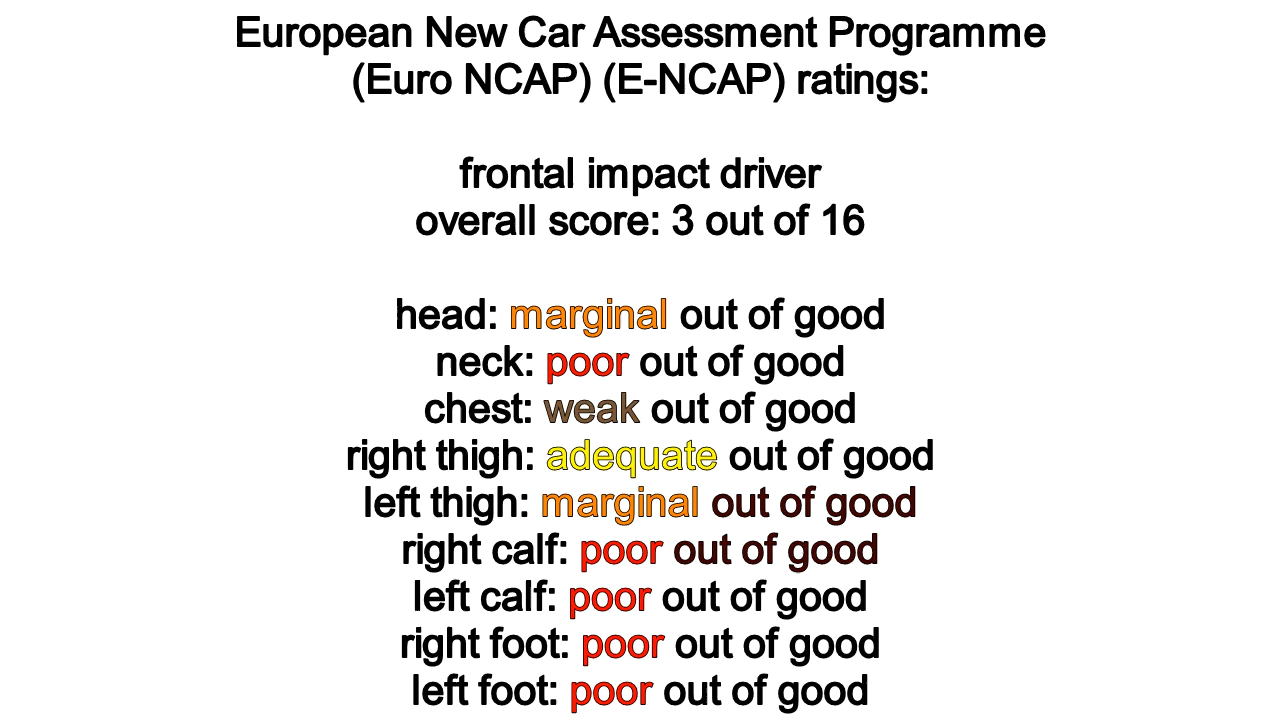 European New Car Assessment Programme
(Euro NCAP) (E-NCAP) ratings:
frontal impact driver
overall score: 3 out of 16
head: marginal out of good
neck: poor out of good
chest: weak out of good
right thigh: adequate out of good
left thigh: marginal out of good
right calf: poor out of good
left calf: poor out of good
right foot: poor out of good
left foot: poor out of good